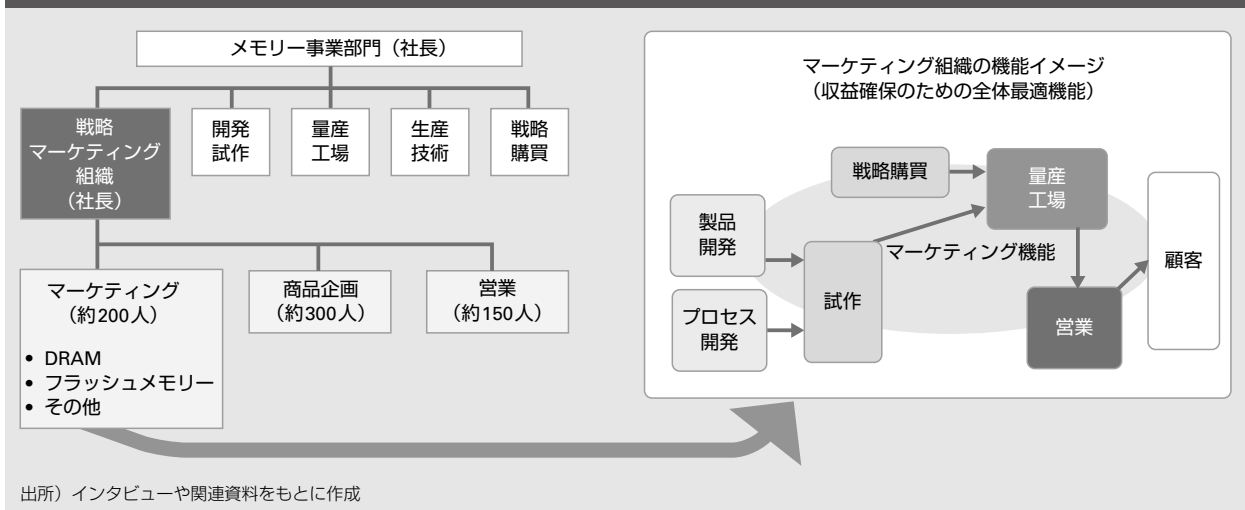 メモリー事業部門（社長）
戦略
マーケティング
組織
（社長）
開発
試作
量産
工場
生産
技術
戦略
購買
マーケティング
（約200人）
• DRAM
• フラッシュメモリー
• その他
商品企画
（約300人）
営業
（約150人）
マーケティング組織の機能イメージ
（収益確保のための全体最適機能）
戦略購買
量産
工場
製品
開発
マーケティング機能
顧客
試作
プロセス
開発
営業
出所）インタビューや関連資料をもとに作成